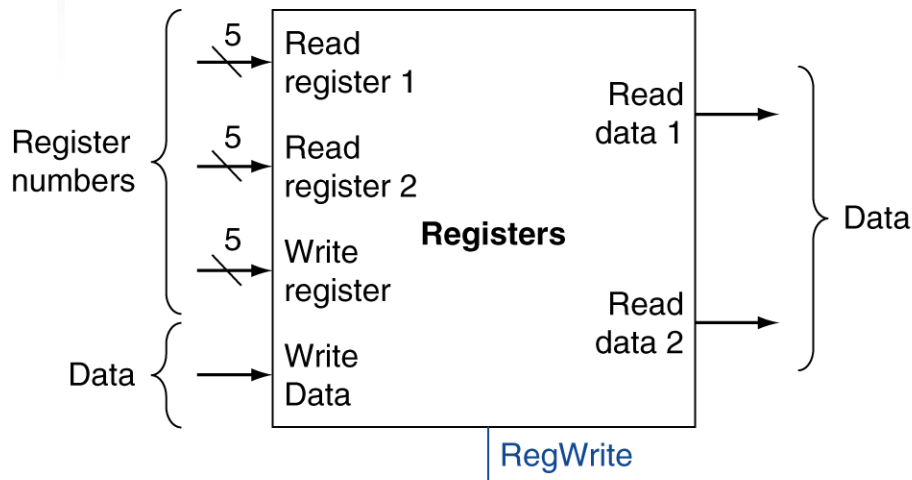 5
Read
register 1
5
Read
register 2
5
Write
register
Write
Data
Register
numbers
Data
Registers
Read
data 1
Read
data 2
Data
RegWrite